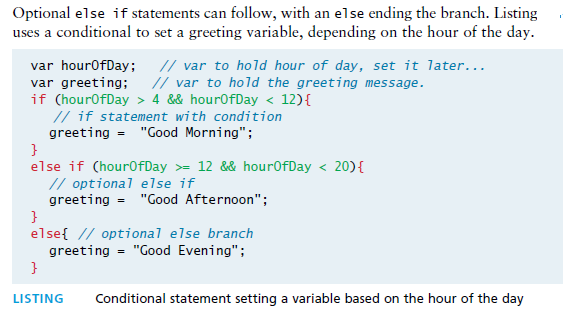 Optional else if statements can follow, with an else ending the branch. Listing
uses a conditional to set a greeting variable, depending on the hour of the day.
var hourOfDay; // var to hold hour of day, set it later...
var greeting; // var to hold the greeting message.
if (hourOfDay > 4 && hourOfDay < 12){
// if statement with condition
greeting = "Good Morning";
}
else if (hourOfDay >= 12 && hourOfDay < 20){
// optional else if
greeting = "Good Afternoon";
}
else{ // optional else branch
greeting = "Good Evening";
}
LISTING Conditional statement setting a variable based on the hour of the day